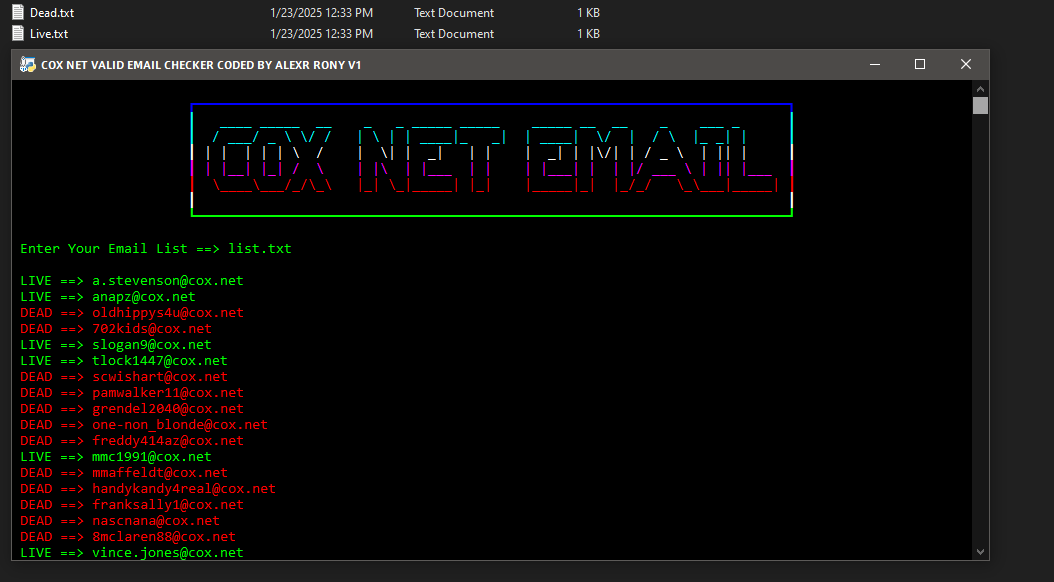 Dead.txt 1/23/2025 12:33 PM Text Document 1 KB
Live.txt 1/23/2025 12:33 PM Text Document 1 KB
COX NET VALID EMAIL CHECKER CODED BY ALEXR RONY V1
COX NET EMAIL
Enter Your Email List ==> list.txt
LIVE ==> a.stevenson@cox.net
LIVE ==> anapz@cox.net
DEAD ==> oldhippys4u@cox.net
DEAD ==> 702kids@cox.net
LIVE ==> slogan9@cox.net
LIVE ==> tlock1447@cox.net
DEAD ==> scwishart@cox.net
DEAD ==> pamwalker11@cox.net
DEAD ==> grendel2040@cox.net
DEAD ==> one-non_blonde@cox.net
DEAD ==> freddy414az@cox.net
LIVE ==> mmc1991@cox.net
DEAD ==> mmaffeldt@cox.net
DEAD ==> handykandy4real@cox.net
DEAD ==> franksally1@cox.net
DEAD ==> nascnana@cox.net
DEAD ==> 8mclaren88@cox.net
LIVE ==> vince.jones@cox.net